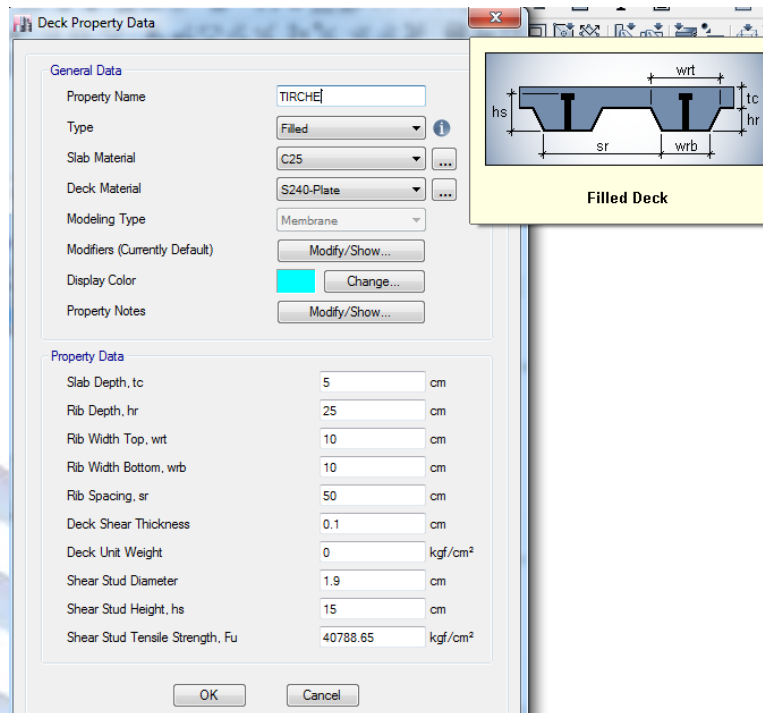 Deck Property Data
General Data
Property Name TIRCHE
Type Filled
Slab Material C25 ...
Deck Material S240-Plate ...
Modeling Type Membrane
Modifiers (Currently Default) Modify/Show...
Display Color Change...
Property Notes Modify/Show...
Property Data
Slab Depth, tc 5 cm
Rib Depth, hr 25 cm
Rib Width Top, wrt 10 cm
Rib Width Bottom, wrb 10 cm
Rib Spacing, sr 50 cm
Deck Shear Thickness 0.1 cm
Deck Unit Weight 0 kgf/cm²
Shear Stud Diameter 1.9 cm
Shear Stud Height, hs 15 cm
Shear Stud Tensile Strength, Fu 40788.65 kgf/cm²
OK Cancel
wrt
hs tc
hr
sr wrb
Filled Deck